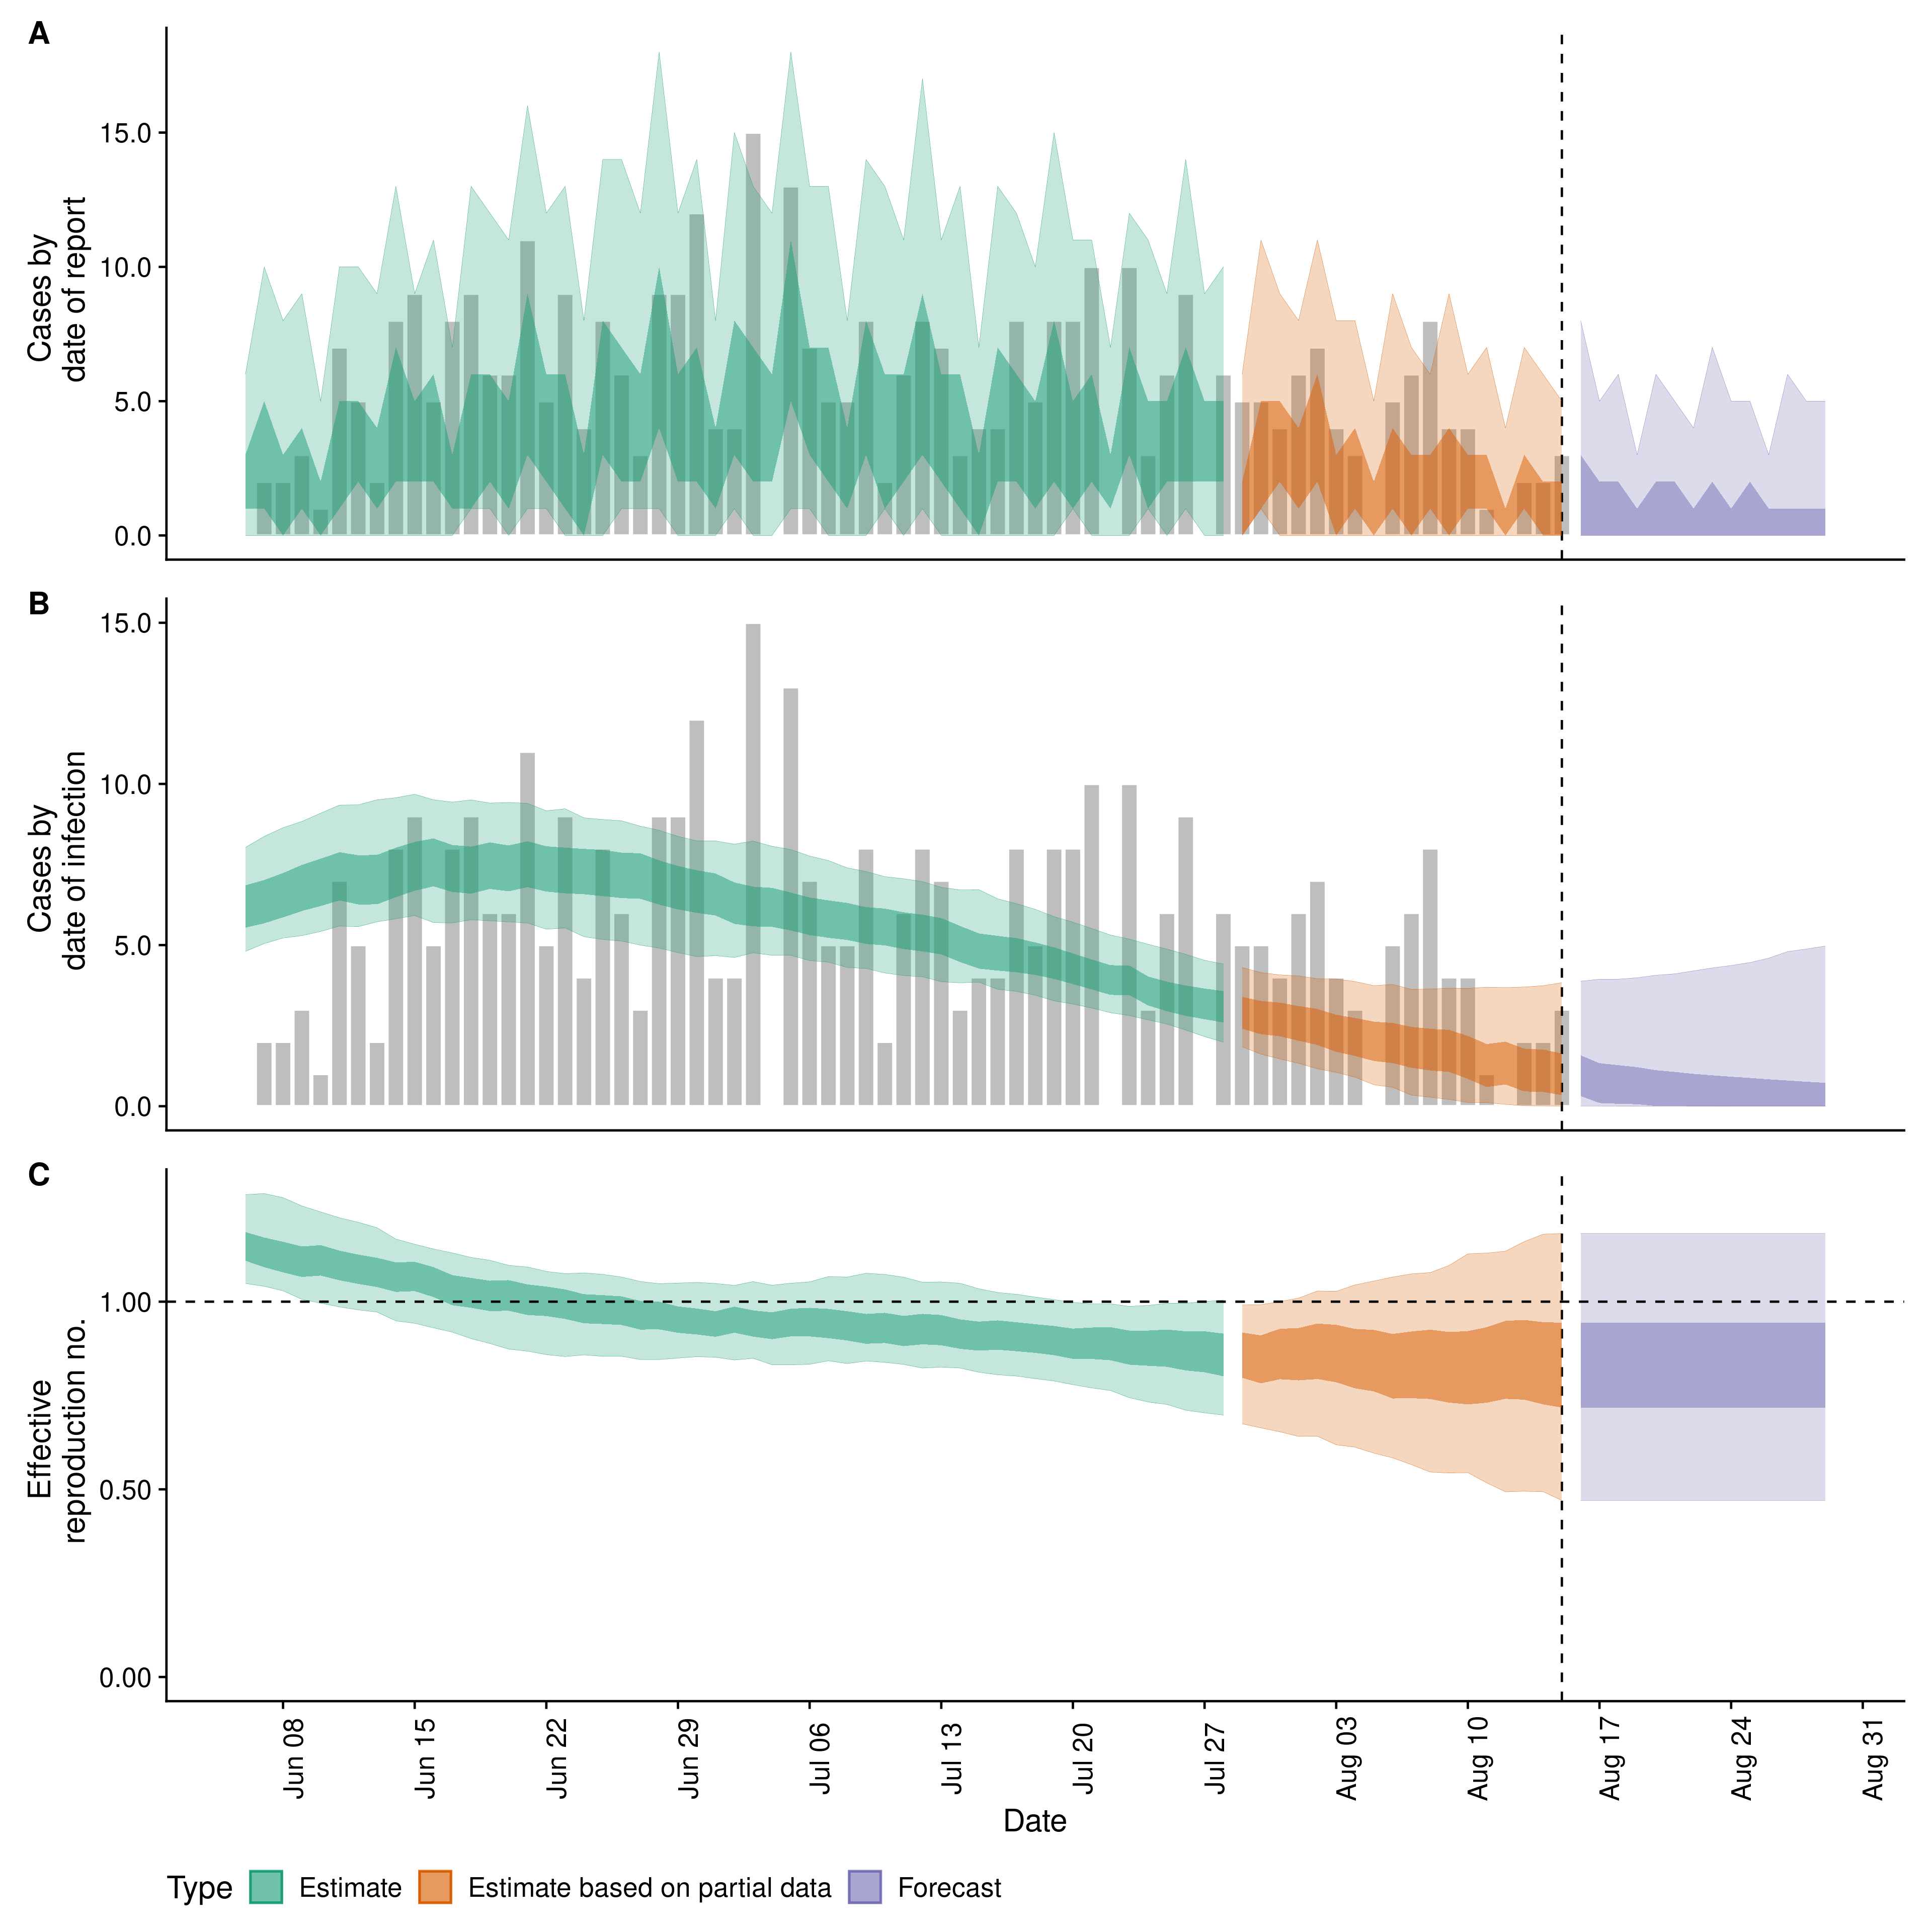 A
Cases by
date of report
15.0
10.0
5.0
0.0
B
Cases by
date of infection
15.0
10.0
5.0
0.0
C
Effective
reproduction no.
1.00
0.50
0.00
Jun 08
Jun 15
Jun 22
Jun 29
Jul 06
Jul 13
Jul 20
Jul 27
Aug 03
Aug 10
Aug 17
Aug 24
Aug 31
Date
Type Estimate Estimate based on partial data Forecast